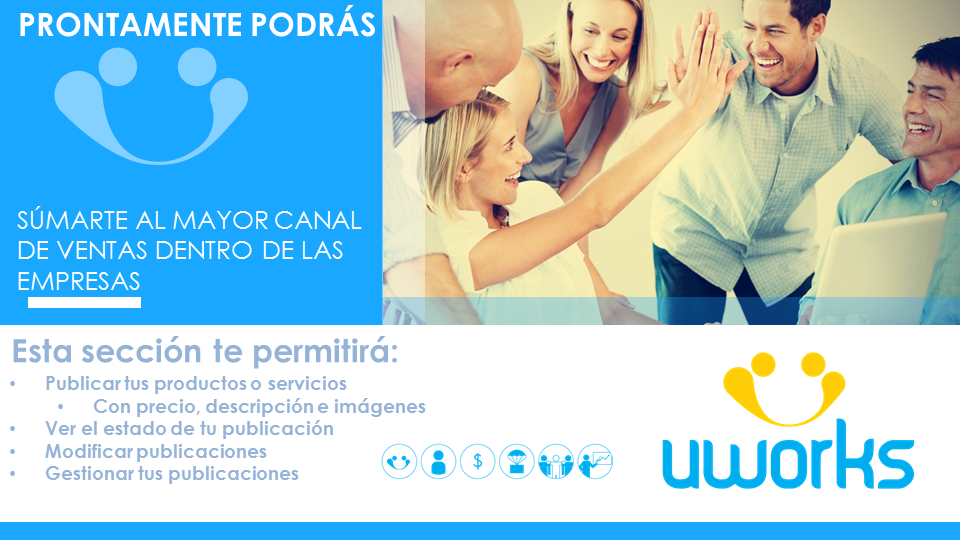 PRONTAMENTE PODRÁS
SÚMARTE AL MAYOR CANAL
DE VENTAS DENTRO DE LAS
EMPRESAS
Esta sección te permitirá:
• Publicar tus productos o servicios
• Con precio, descripción e imágenes
• Ver el estado de tu publicación
• Modificar publicaciones
• Gestionar tus publicaciones
$
uworks